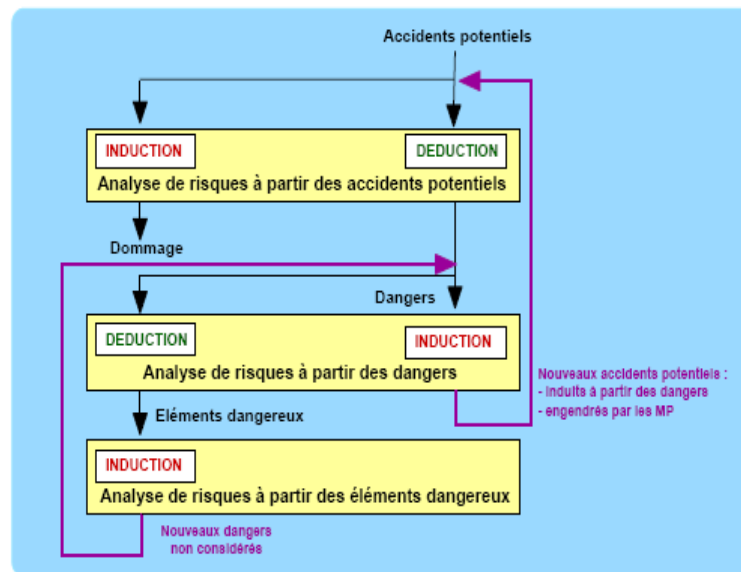 Accidents potentiels
INDUCTION
DEDUCTION
Analyse de risques à partir des accidents potentiels
Dommage
Dangers
DEDUCTION
INDUCTION
Analyse de risques à partir des dangers
Nouveaux accidents potentiels :
- induits à partir des dangers
- engendrés par les MP
Eléments dangereux
INDUCTION
Analyse de risques à partir des éléments dangereux
Nouveaux dangers
non considérés